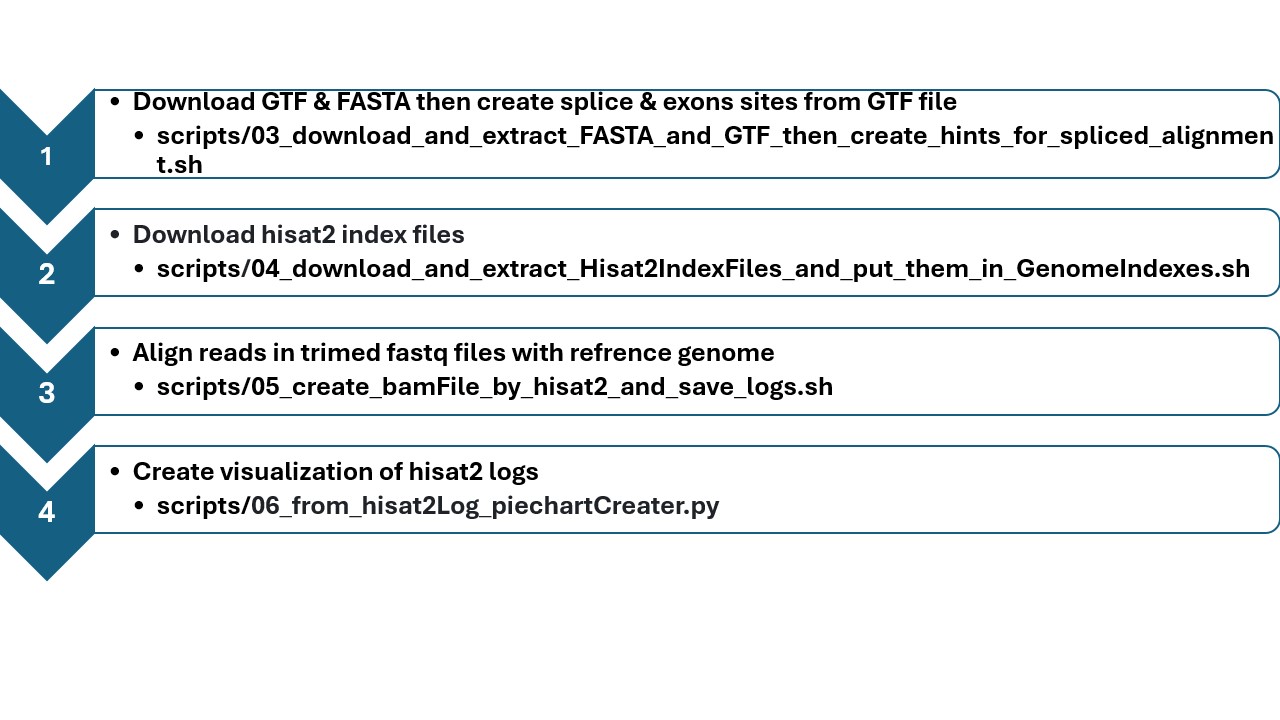 1
• Download GTF & FASTA then create splice & exons sites from GTF file
• scripts/03_download_and_extract_FASTA_and_GTF_then_create_hints_for_spliced_alignmen
t.sh
2
• Download hisat2 index files
• scripts/04_download_and_extract_Hisat2IndexFiles_and_put_them_in_GenomeIndexes.sh
3
• Align reads in trimed fastq files with refrence genome
• scripts/05_create_bamFile_by_hisat2_and_save_logs.sh
4
• Create visualization of hisat2 logs
• scripts/06_from_hisat2Log_piechartCreater.py